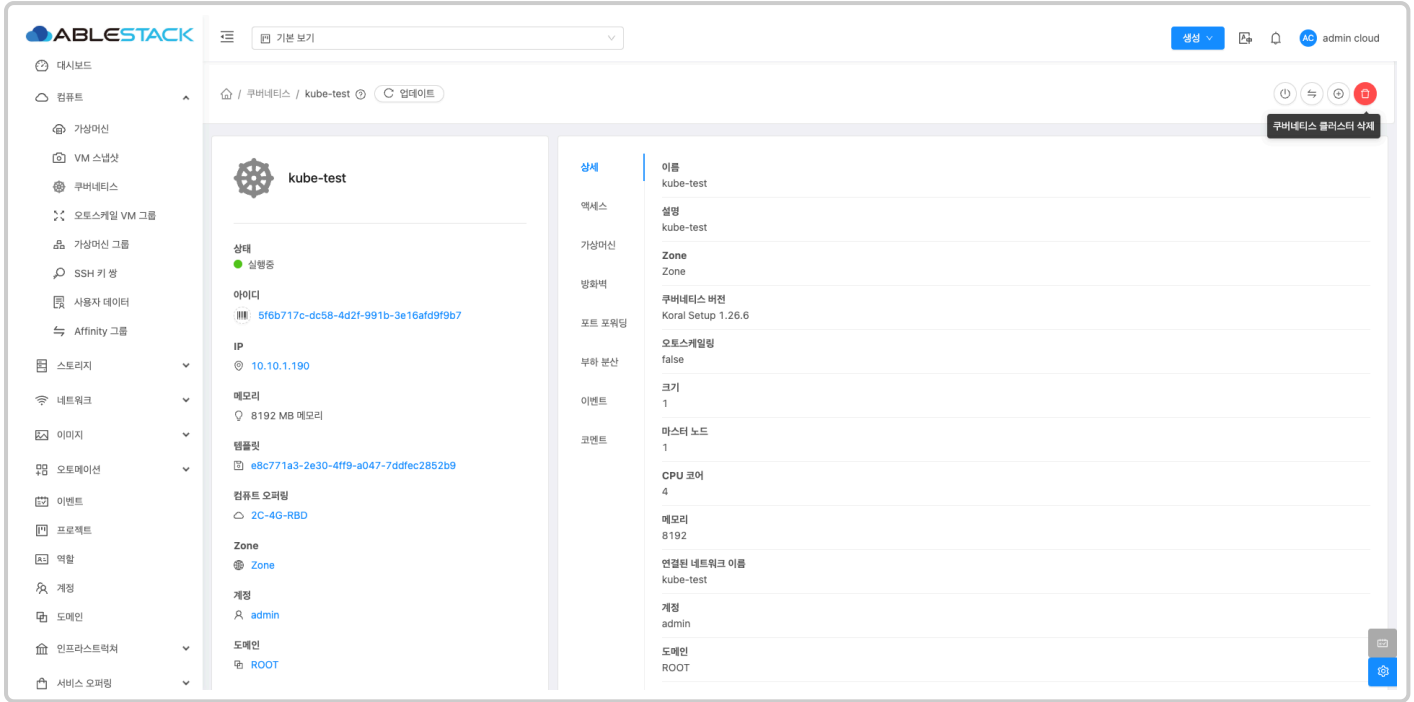 ABLESTACK
기본 보기
생성
AC admin cloud
대시보드
컴퓨트
가상머신
VM 스냅샷
쿠버네티스
오토스케일 VM 그룹
가상머신 그룹
SSH 키 쌍
사용자 데이터
Affinity 그룹
스토리지
네트워크
이미지
오토메이션
이벤트
프로젝트
역할
계정
도메인
인프라스트럭쳐
서비스 오퍼링
/ 쿠버네티스 / kube-test 업데이트
쿠버네티스 클러스터 삭제
kube-test
상태
실행중
아이디
5f6b717c-dc58-4d2f-991b-3e16afd9f9b7
IP
10.10.1.190
메모리
8192 MB 메모리
템플릿
e8c771a3-2e30-4ff9-a047-7ddfec2852b9
컴퓨트 오퍼링
2C-4G-RBD
Zone
Zone
계정
admin
도메인
ROOT
상세
액세스
가상머신
방화벽
포트 포워딩
부하 분산
이벤트
코멘트
이름
kube-test
설명
kube-test
Zone
Zone
쿠버네티스 버전
Koral Setup 1.26.6
오토스케일링
false
크기
1
마스터 노드
1
CPU 코어
4
메모리
8192
연결된 네트워크 이름
kube-test
계정
admin
도메인
ROOT